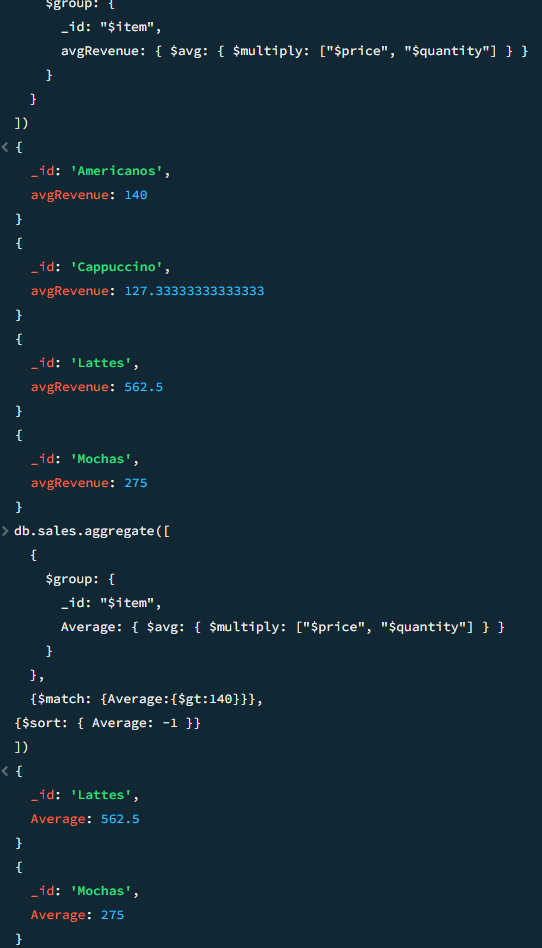 $group: {
_id: "$item",
avgRevenue: { $avg: { $multiply: ["$price", "$quantity"] } }
}
}
])
< {
_id: 'Americanos',
avgRevenue: 140
}
{
_id: 'Cappuccino',
avgRevenue: 127.33333333333333
}
{
_id: 'Lattes',
avgRevenue: 562.5
}
{
_id: 'Mochas',
avgRevenue: 275
}
> db.sales.aggregate([
{
$group: {
_id: "$item",
Average: { $avg: { $multiply: ["$price", "$quantity"] } }
}
},
{$match: {Average:{$gt:140}}},
{$sort: { Average: -1 }}
])
< {
_id: 'Lattes',
Average: 562.5
}
{
_id: 'Mochas',
Average: 275
}